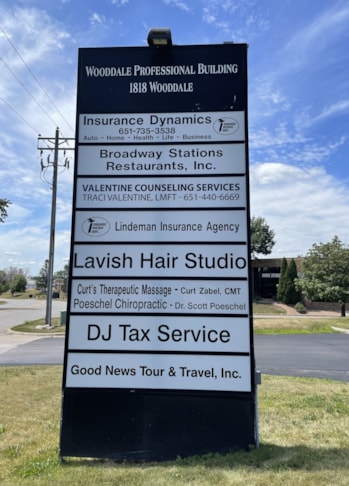 WOODDALE PROFESSIONAL BUILDING
1818 WOODDALE
Insurance Dynamics
651-735-3538
Auto - Home - Health - Life - Business
Broadway Stations
Restaurants, Inc.
VALENTINE COUNSELING SERVICES
TRACI VALENTINE, LMFT · 651-440-6669
Lindeman Insurance Agency
Lavish Hair Studio
Curt's Therapeutic Massage - Curt Zabel, CMT
Poeschel Chiropractic - Dr. Scott Poeschel
DJ Tax Service
Good News Tour & Travel, Inc.